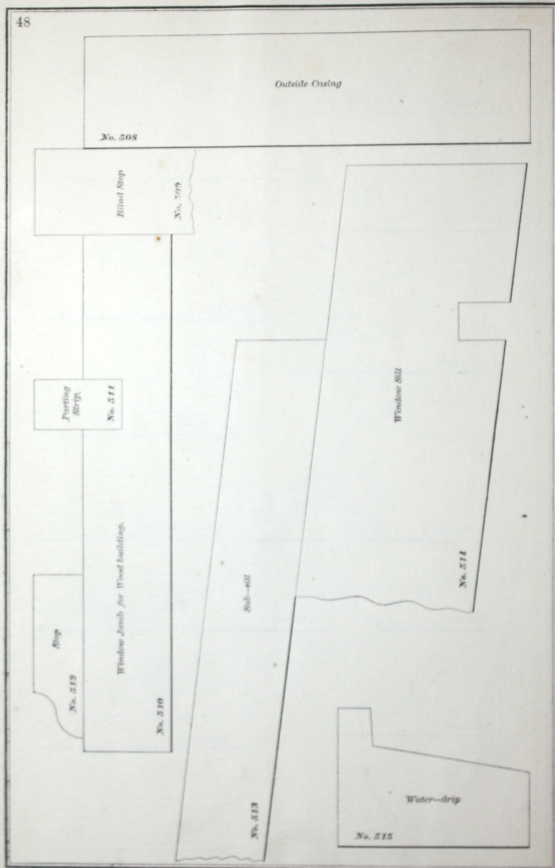 48
Outside Casing
No. 508
Blind Stop
No. 509
Parting
Strip,
No. 511
Window Jamb for Wood building.
No. 510
Stop
No. 512
Sub-sill
No. 513
Window Sill
No. 514
Water-drip
No. 515